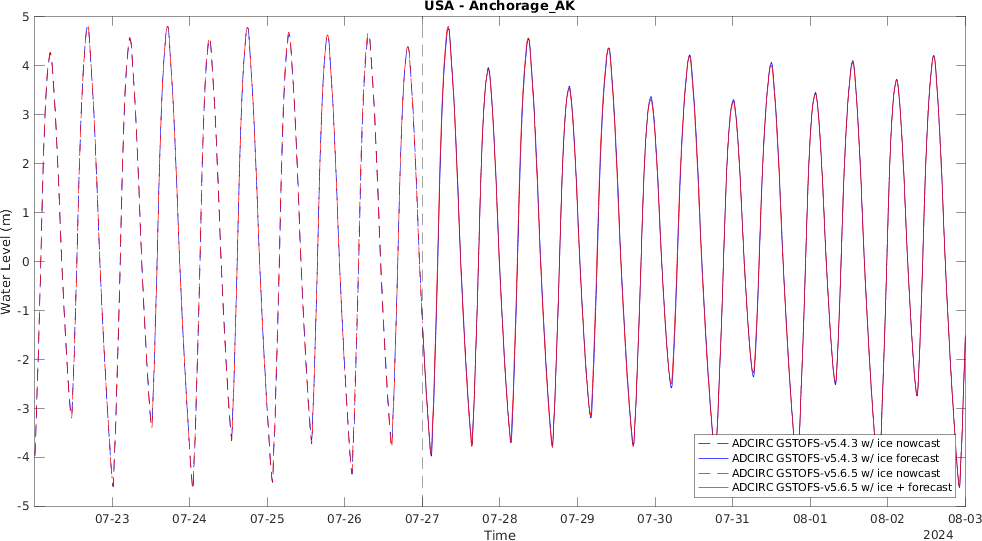 USA - Anchorage_AK
Water Level (m)
5
4
3
2
1
0
-1
-2
-3
-4
-5
ADCIRC GSTOFS-v5.4.3 w/ ice nowcast
ADCIRC GSTOFS-v5.4.3 w/ ice forecast
ADCIRC GSTOFS-v5.6.5 w/ ice nowcast
ADCIRC GSTOFS-v5.6.5 w/ ice + forecast
07-23 07-24 07-25 07-26 07-27 07-28 07-29 07-30 07-31 08-01 08-02 08-03
Time
2024